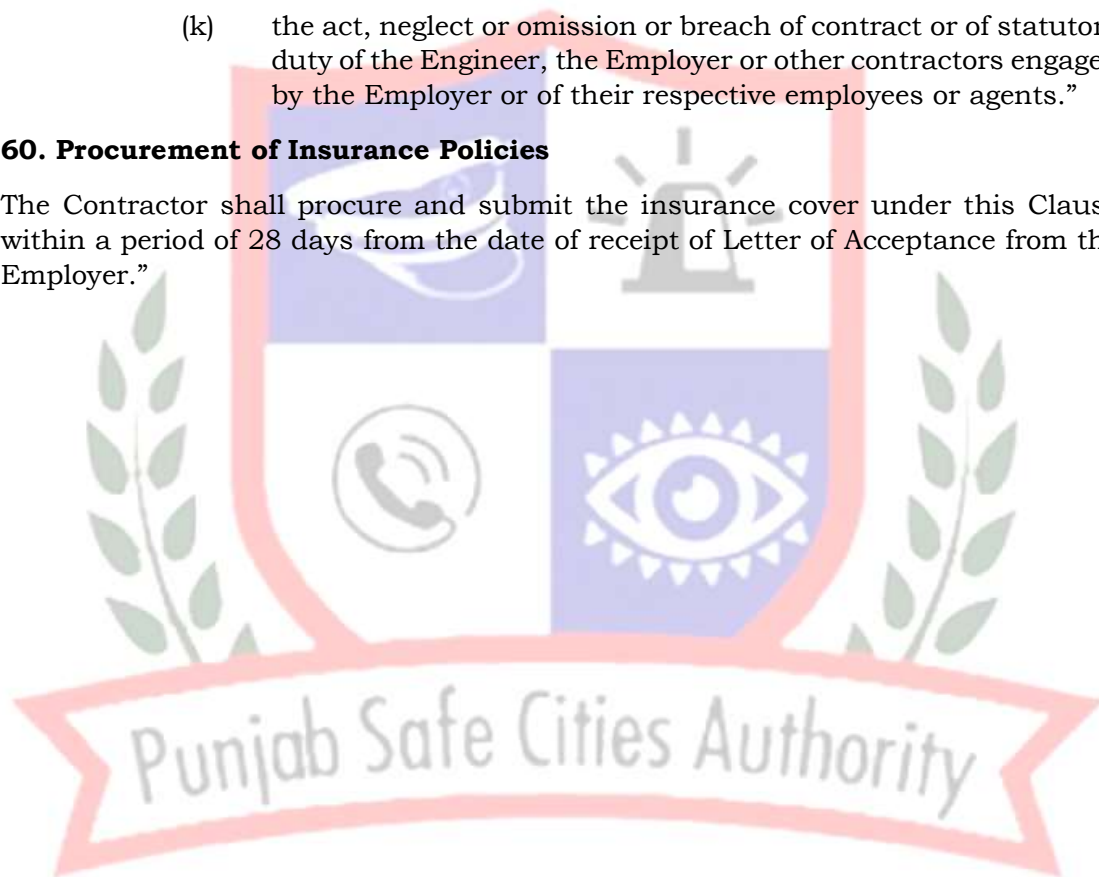 (k) the act, neglect or omission or breach of contract or of statutor
duty of the Engineer, the Employer or other contractors engage
by the Employer or of their respective employees or agents.”
60. Procurement of Insurance Policies
The Contractor shall procure and submit the insurance cover under this Claus
within a period of 28 days from the date of receipt of Letter of Acceptance from th
Employer.”
Punjab Safe Cities Authority